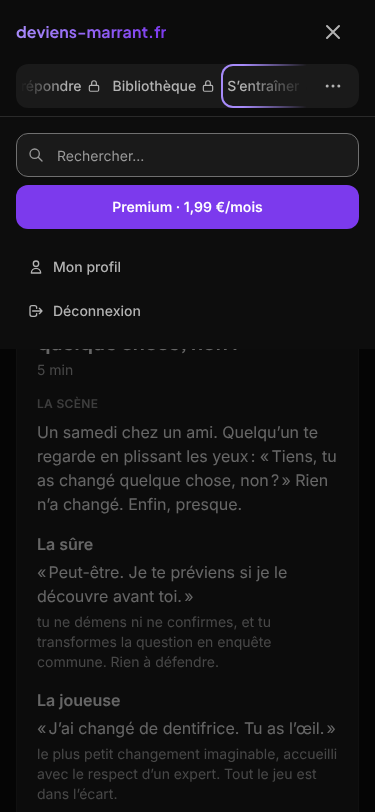 deviens-marrant.fr
répondre Bibliothèque S'entraîner
Rechercher...
Premium · 1,99 €/mois
Mon profil
Déconnexion
quelque chose, non ? »
5 min
LA SCÈNE
Un samedi chez un ami. Quelqu'un te
regarde en plissant les yeux : « Tiens, tu
as changé quelque chose, non ? » Rien
n'a changé. Enfin, presque.
La sûre
« Peut-être. Je te préviens si je le
découvre avant toi. »
tu ne démens ni ne confirmes, et tu
transformes la question en enquête
commune. Rien à défendre.
La joueuse
« J'ai changé de dentifrice. Tu as l'œil. »
le plus petit changement imaginable, accueilli
avec le respect d'un expert. Tout le jeu est
dans l'écart.